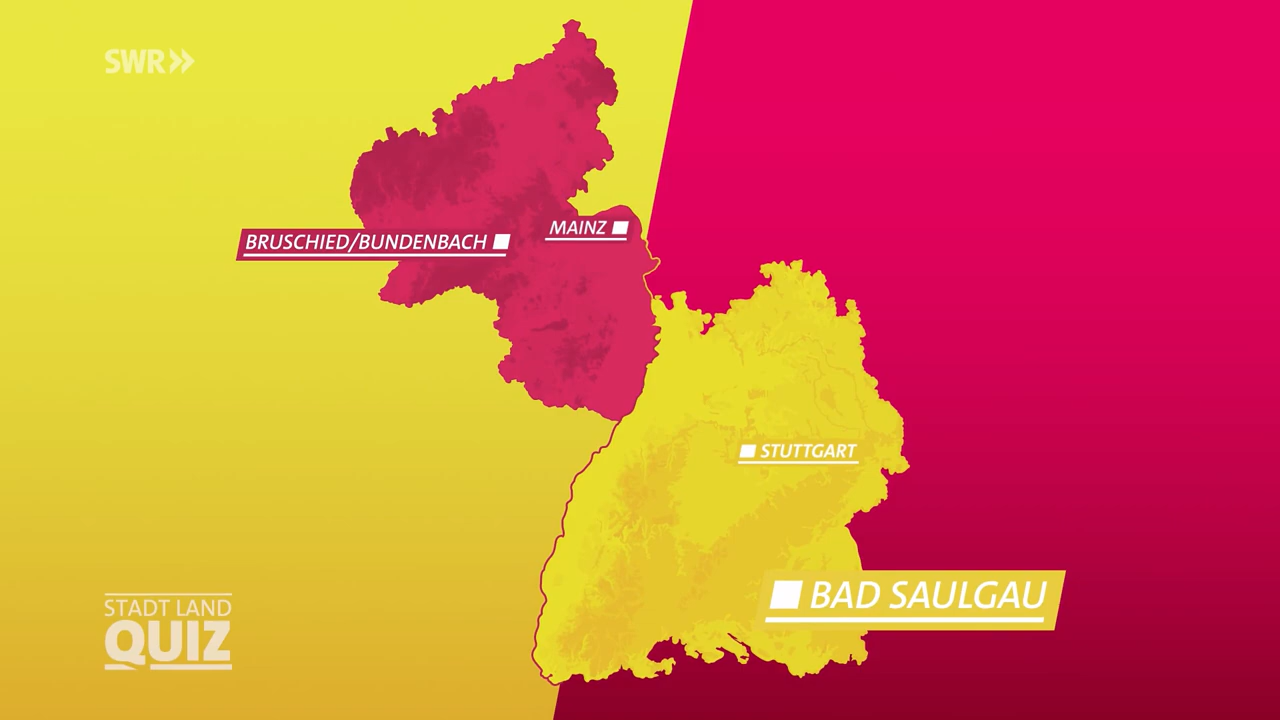 SWR
MAINZ
BRUSCHIED/BUNDENBACH
STUTTGART
BAD SAULGAU
STADT LAND
QUIZ